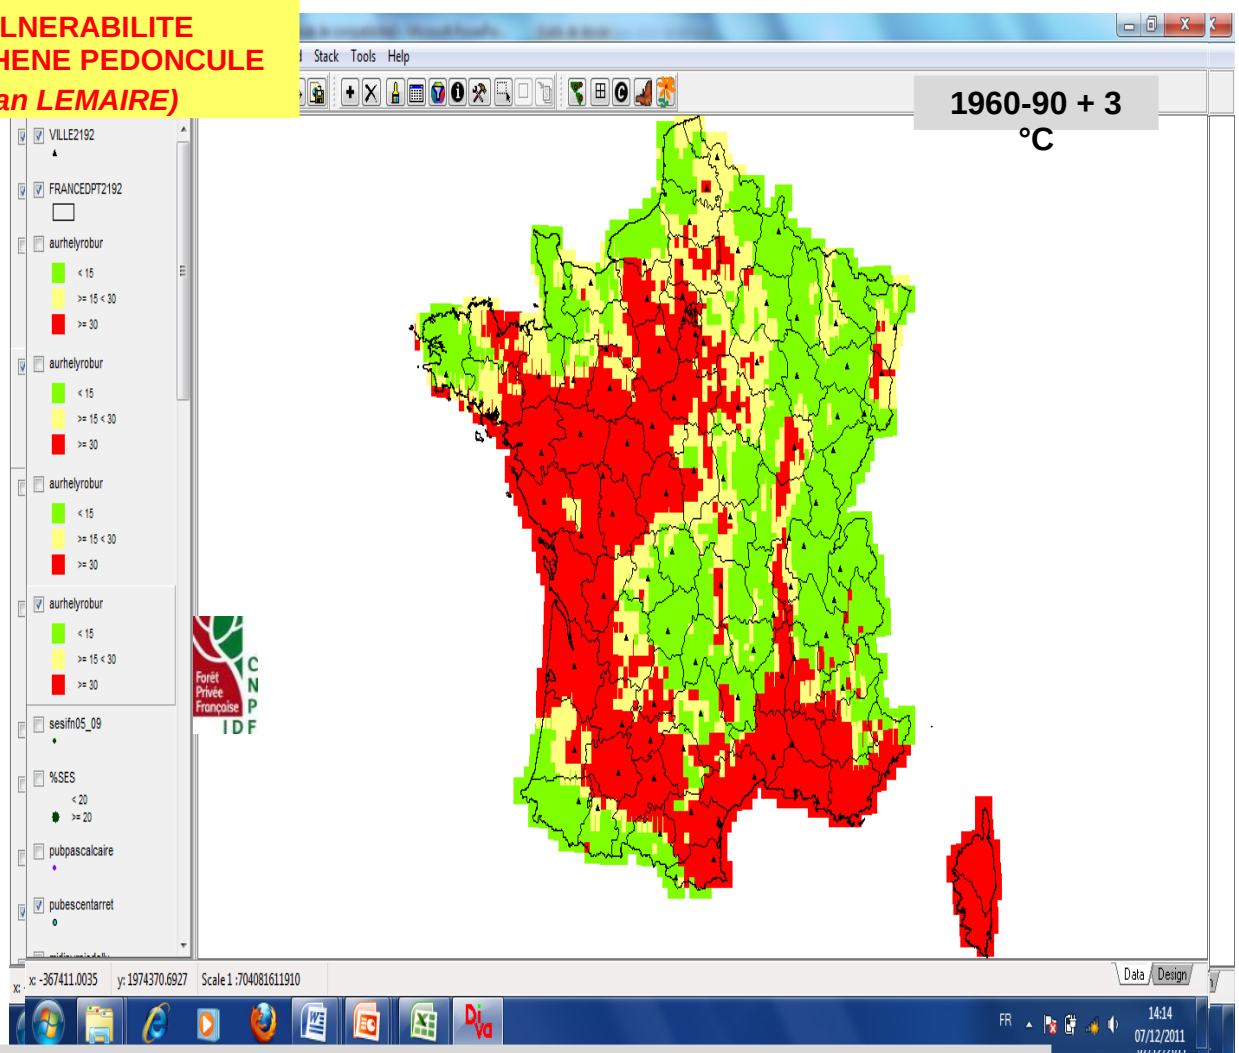 LNERABILITE
HENE PEDONCULE
an LEMAIRE)
Stack Tools Help
1960-90 + 3
°C
VILLE2192
FRANCEDPT2192
aurhelyrobur
< 15
>= 15 < 30
>= 30
aurhelyrobur
< 15
>= 15 < 30
>= 30
aurhelyrobur
< 15
>= 15 < 30
>= 30
aurhelyrobur
< 15
>= 15 < 30
>= 30
Forêt
Privée
Française
C
N
P
I D F
sesifn05_09
%SES
< 20
>= 20
pubpascalcaire
pubescentarret
x: -367411.0035 y: 1974370.6927 Scale 1 :704081611910
Data Design
x:
Di
va
FR
14:14
07/12/2011